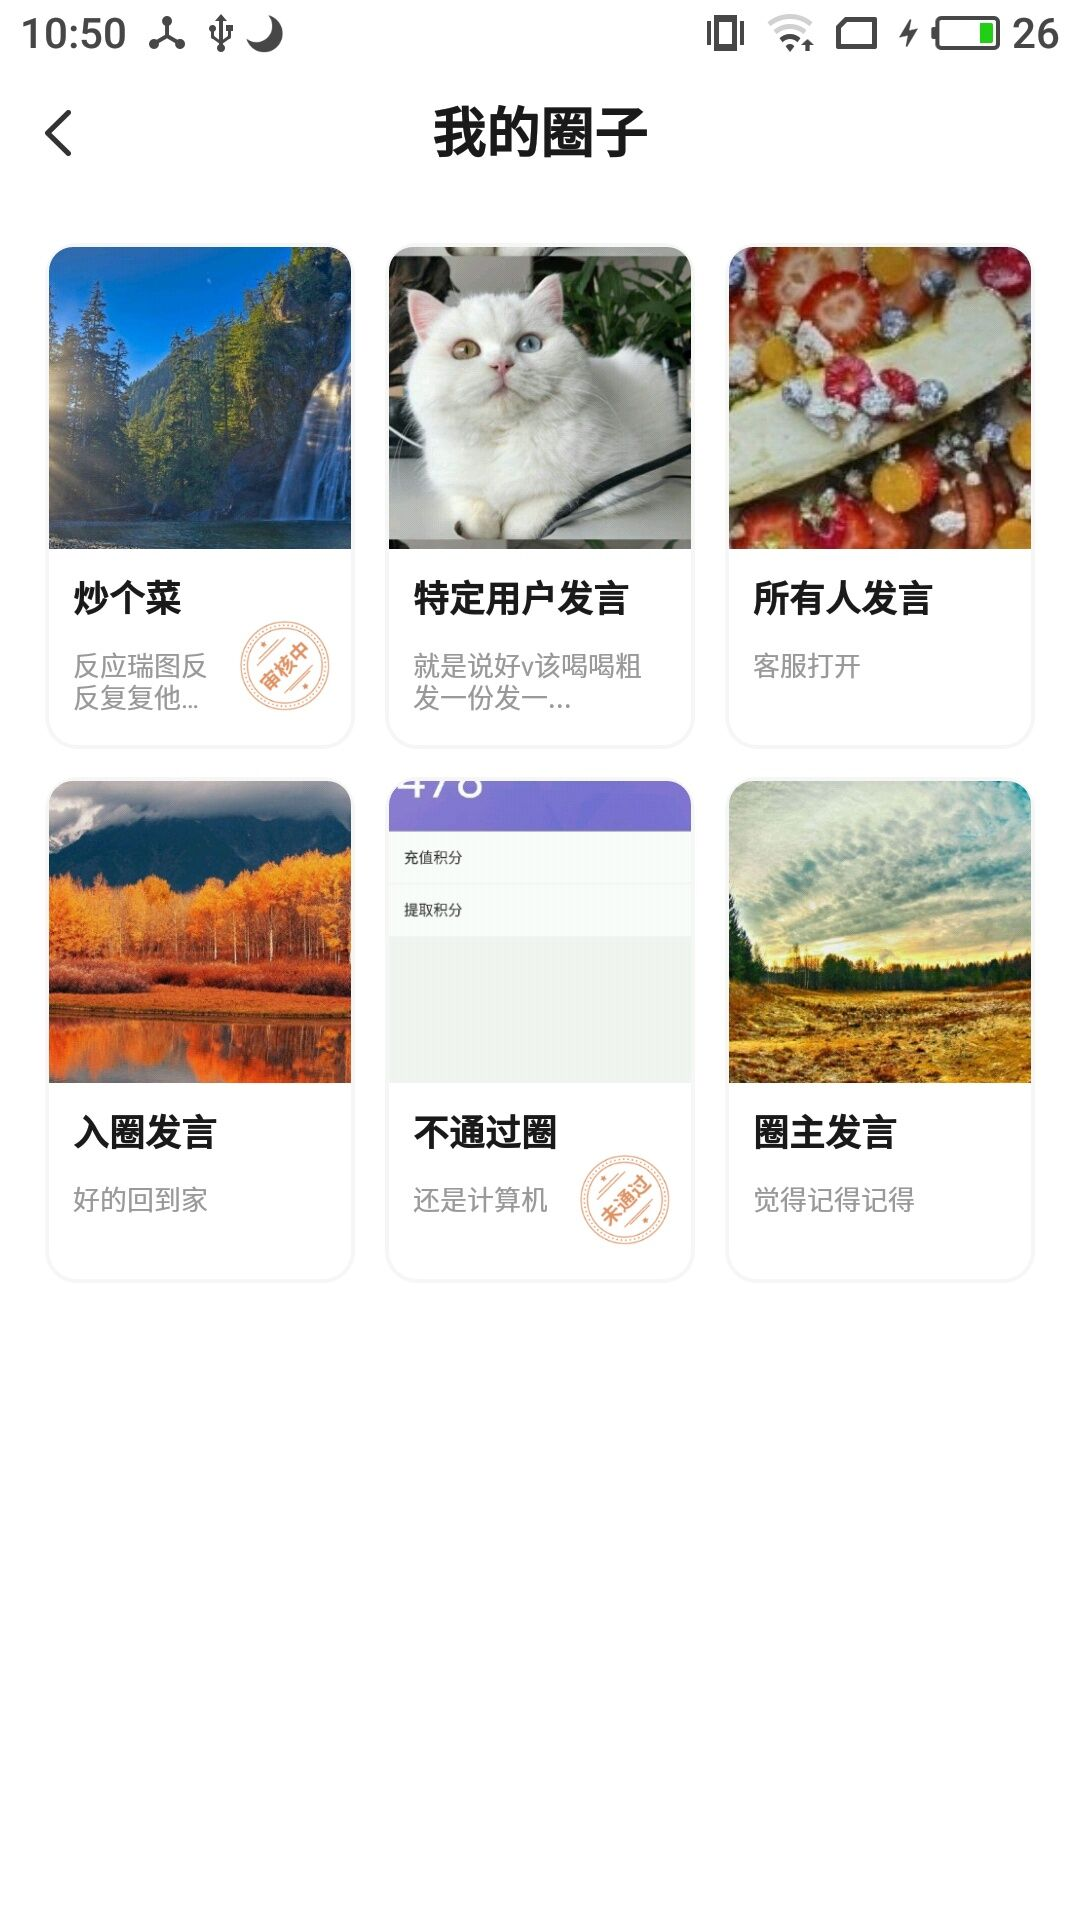 10:50
26
我的圈子
炒个菜
反应瑞图反
反复复他...
审核中
特定用户发言
就是说好v该喝喝粗
发一份发一...
所有人发言
客服打开
入圈发言
好的回到家
充值积分
提取积分
不通过圈
还是计算机
未通过
圈主发言
觉得记得记得